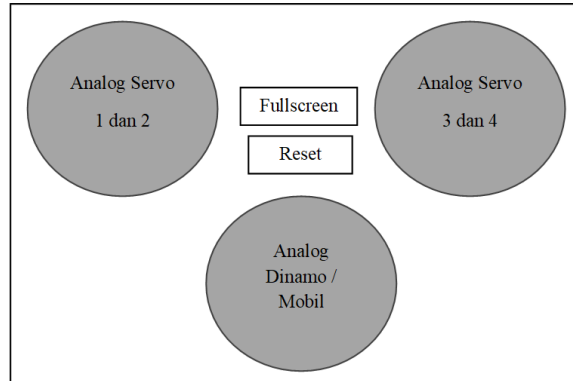 Analog Servo
1 dan 2
Fullscreen
Reset
Analog Servo
3 dan 4
Analog
Dinamo /
Mobil